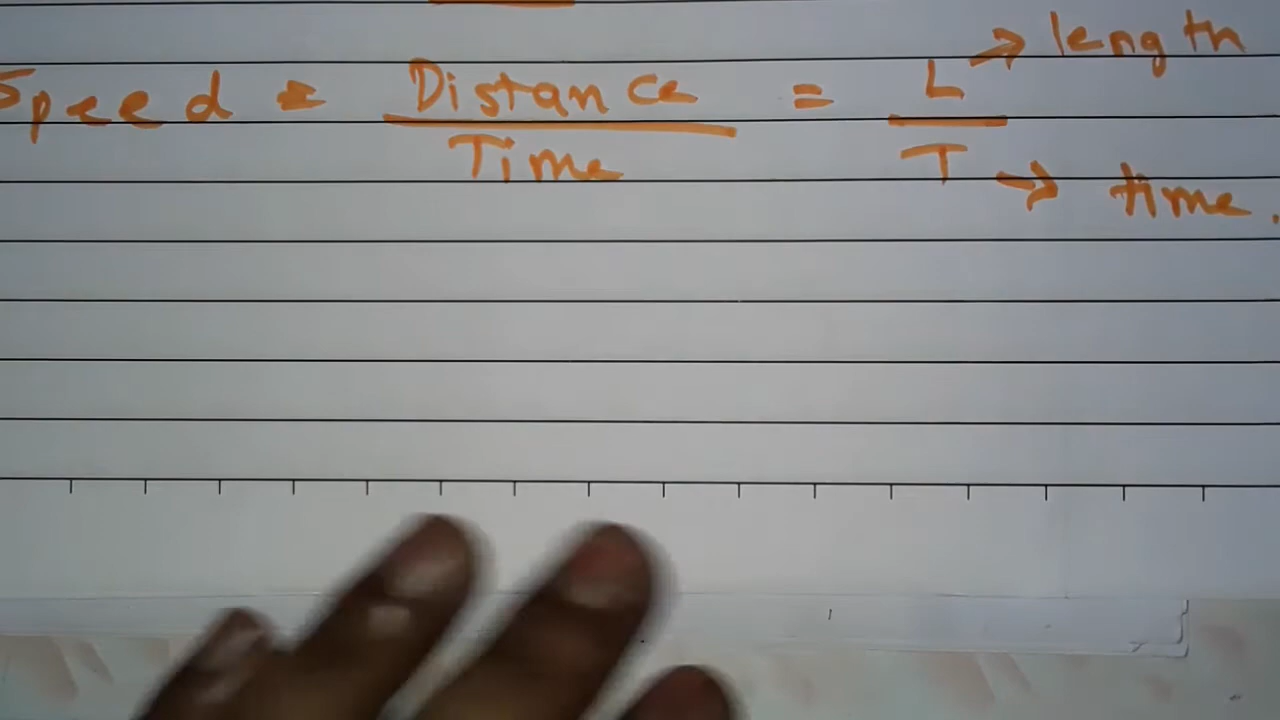 Speed = Distance / Time = L / T → length
→ time.